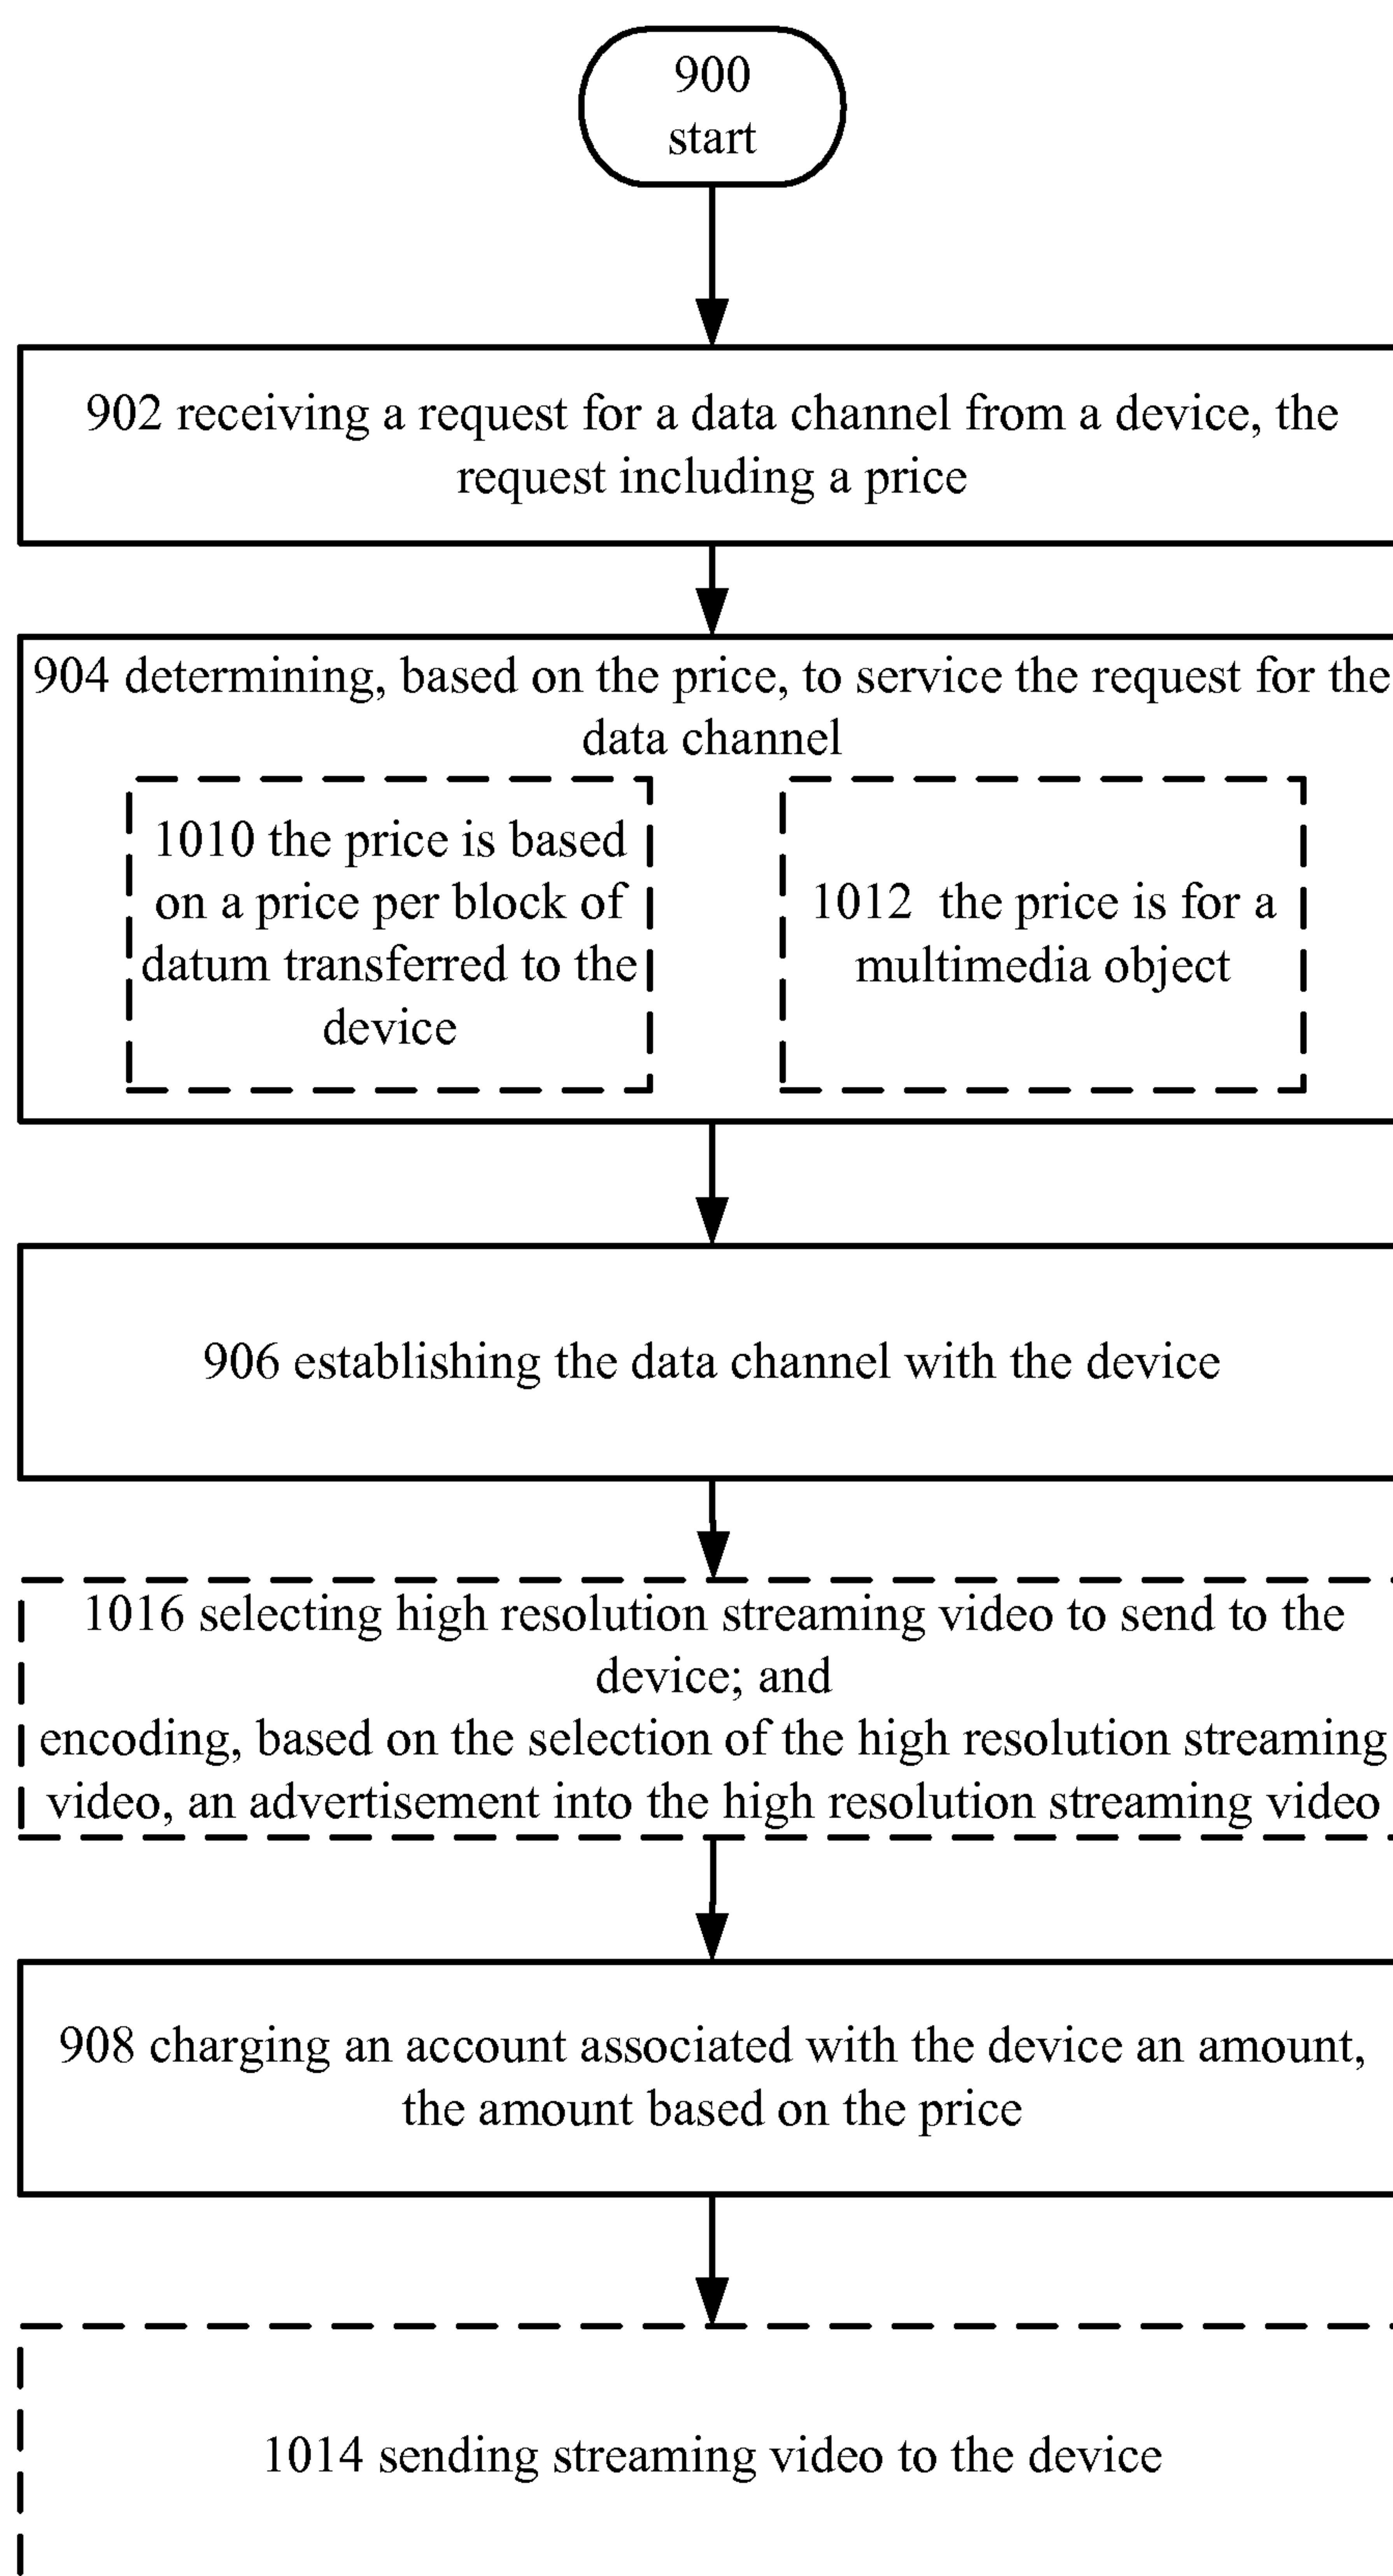 900
start
902 receiving a request for a data channel from a device, the
request including a price
904 determining, based on the price, to service the request for the
data channel
1010 the price is based
on a price per block of
datum transferred to the
device
1012  the price is for a
multimedia object
906 establishing the data channel with the device
1016 selecting high resolution streaming video to send to the
device; and
encoding, based on the selection of the high resolution streaming
video, an advertisement into the high resolution streaming video
908 charging an account associated with the device an amount,
the amount based on the price
1014 sending streaming video to the device